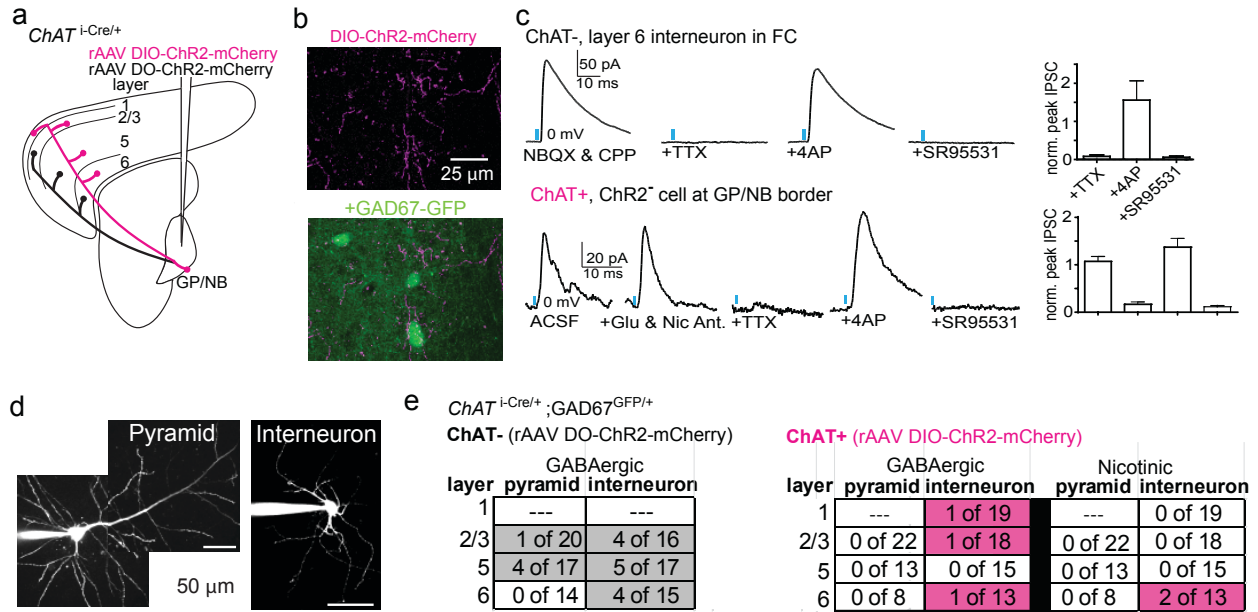 a
ChAT i-Cre/+
rAAV DIO-ChR2-mCherry
rAAV DO-ChR2-mCherry
layer
1
2/3
5
6
GP/NB
b
DIO-ChR2-mCherry
25 µm
+GAD67-GFP
c
ChAT-, layer 6 interneuron in FC
50 pA
10 ms
0 mV
NBQX & CPP
+TTX
+4AP
+SR95531
norm. peak IPSC
2
1
0
+TTX
+4AP
+SR95531
ChAT+, ChR2- cell at GP/NB border
20 pA
10 ms
0 mV
ACSF
+Glu & Nic Ant.
+TTX
+4AP
+SR95531
norm. peak IPSC
2
1
0
d
Pyramid
Interneuron
50 µm
e
ChAT i-Cre/+ ;GAD67GFP/+
ChAT- (rAAV DO-ChR2-mCherry)
GABAergic
layer pyramid interneuron
1 --- ---
2/3 1 of 20 4 of 16
5 4 of 17 5 of 17
6 0 of 14 4 of 15
ChAT+ (rAAV DIO-ChR2-mCherry)
GABAergic Nicotinic
layer pyramid interneuron pyramid interneuron
1 --- 1 of 19 --- 0 of 19
2/3 0 of 22 1 of 18 0 of 22 0 of 18
5 0 of 13 0 of 15 0 of 13 0 of 15
6 0 of 8 1 of 13 0 of 8 2 of 13